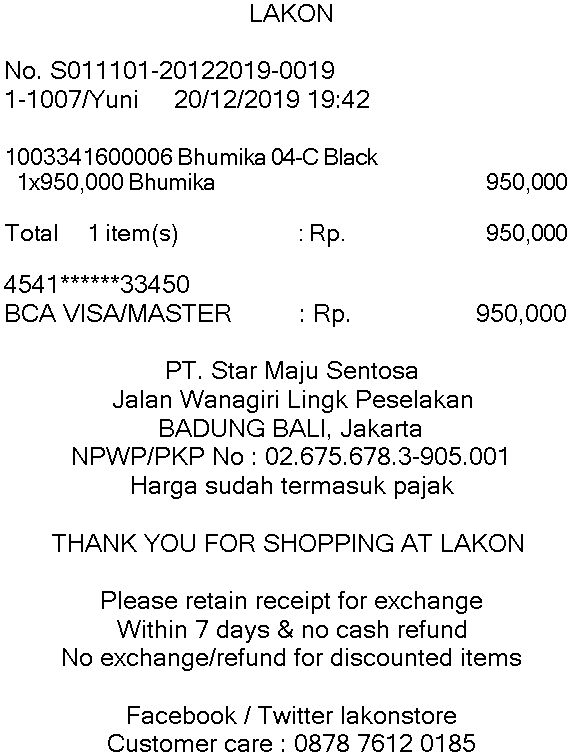 LAKON
No. S011101-20122019-0019
1-1007/Yuni 20/12/2019 19:42
1003341600006 Bhumika 04-C Black
1x950,000 Bhumika 950,000
Total 1 item(s) : Rp. 950,000
4541******33450
BCA VISA/MASTER : Rp. 950,000
PT. Star Maju Sentosa
Jalan Wanagiri Lingk Peselakan
BADUNG BALI, Jakarta
NPWP/PKP No : 02.675.678.3-905.001
Harga sudah termasuk pajak
THANK YOU FOR SHOPPING AT LAKON
Please retain receipt for exchange
Within 7 days & no cash refund
No exchange/refund for discounted items
Facebook / Twitter lakonstore
Customer care : 0878 7612 0185